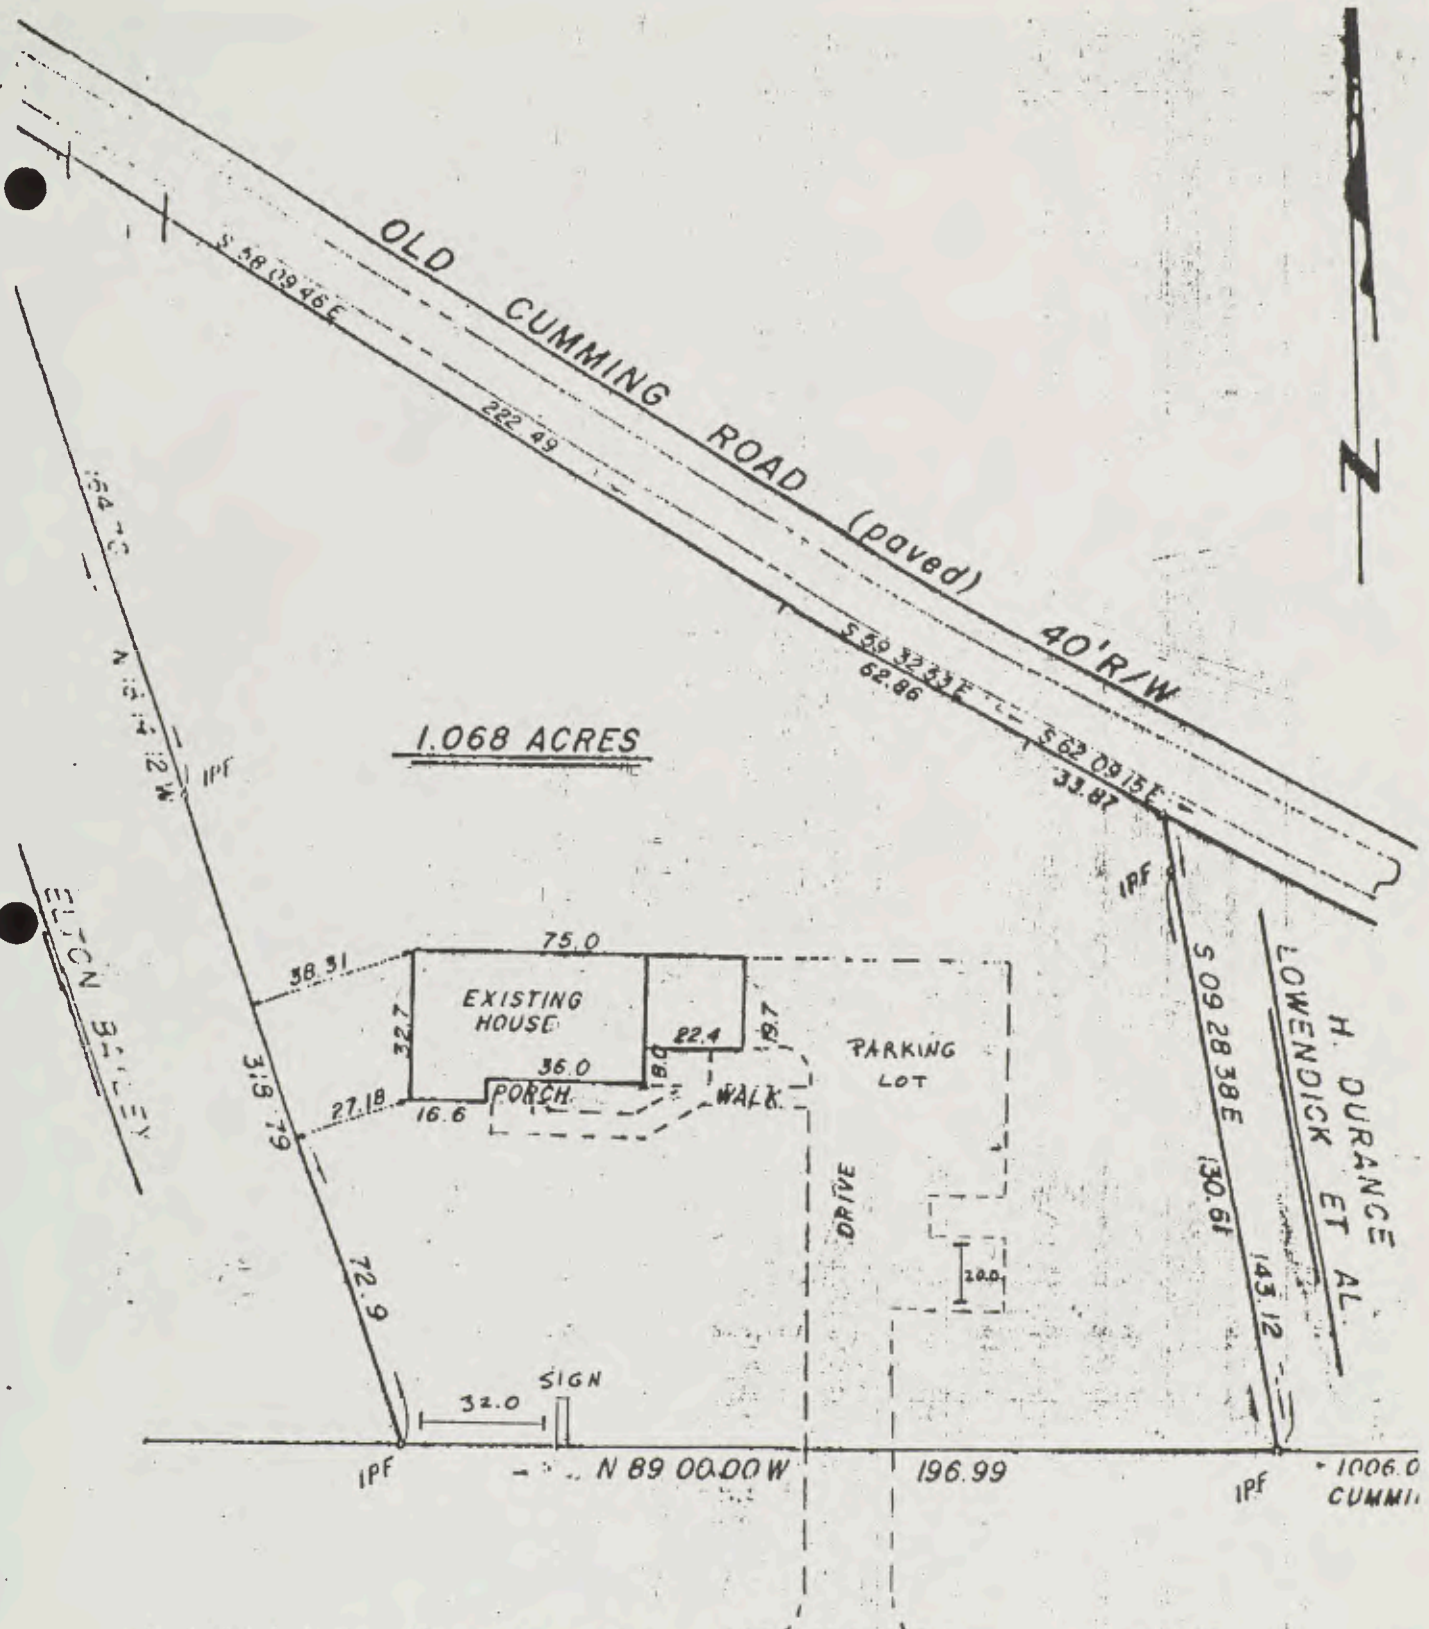 OLD CUMMING ROAD (paved) 40' R/W
S 58 09 46 E
222.49
S 59 32 33 E
62.86
S 62 09 15 E
33.87
N
1.068 ACRES
IPF
IPF
ELTON BAILEY
38.31
75.0
EXISTING
HOUSE
32.7
22.4
19.7
8.0
36.0
PORCH
WALK
27.18
16.6
PARKING
LOT
DRIVE
20.0
318.79
72.9
S 09 28 38 E
130.61
143.12
H. DURANCE
LOWENDICK ET AL.
SIGN
32.0
IPF
N 89 00.00 W
196.99
IPF
1006.0
CUMMI